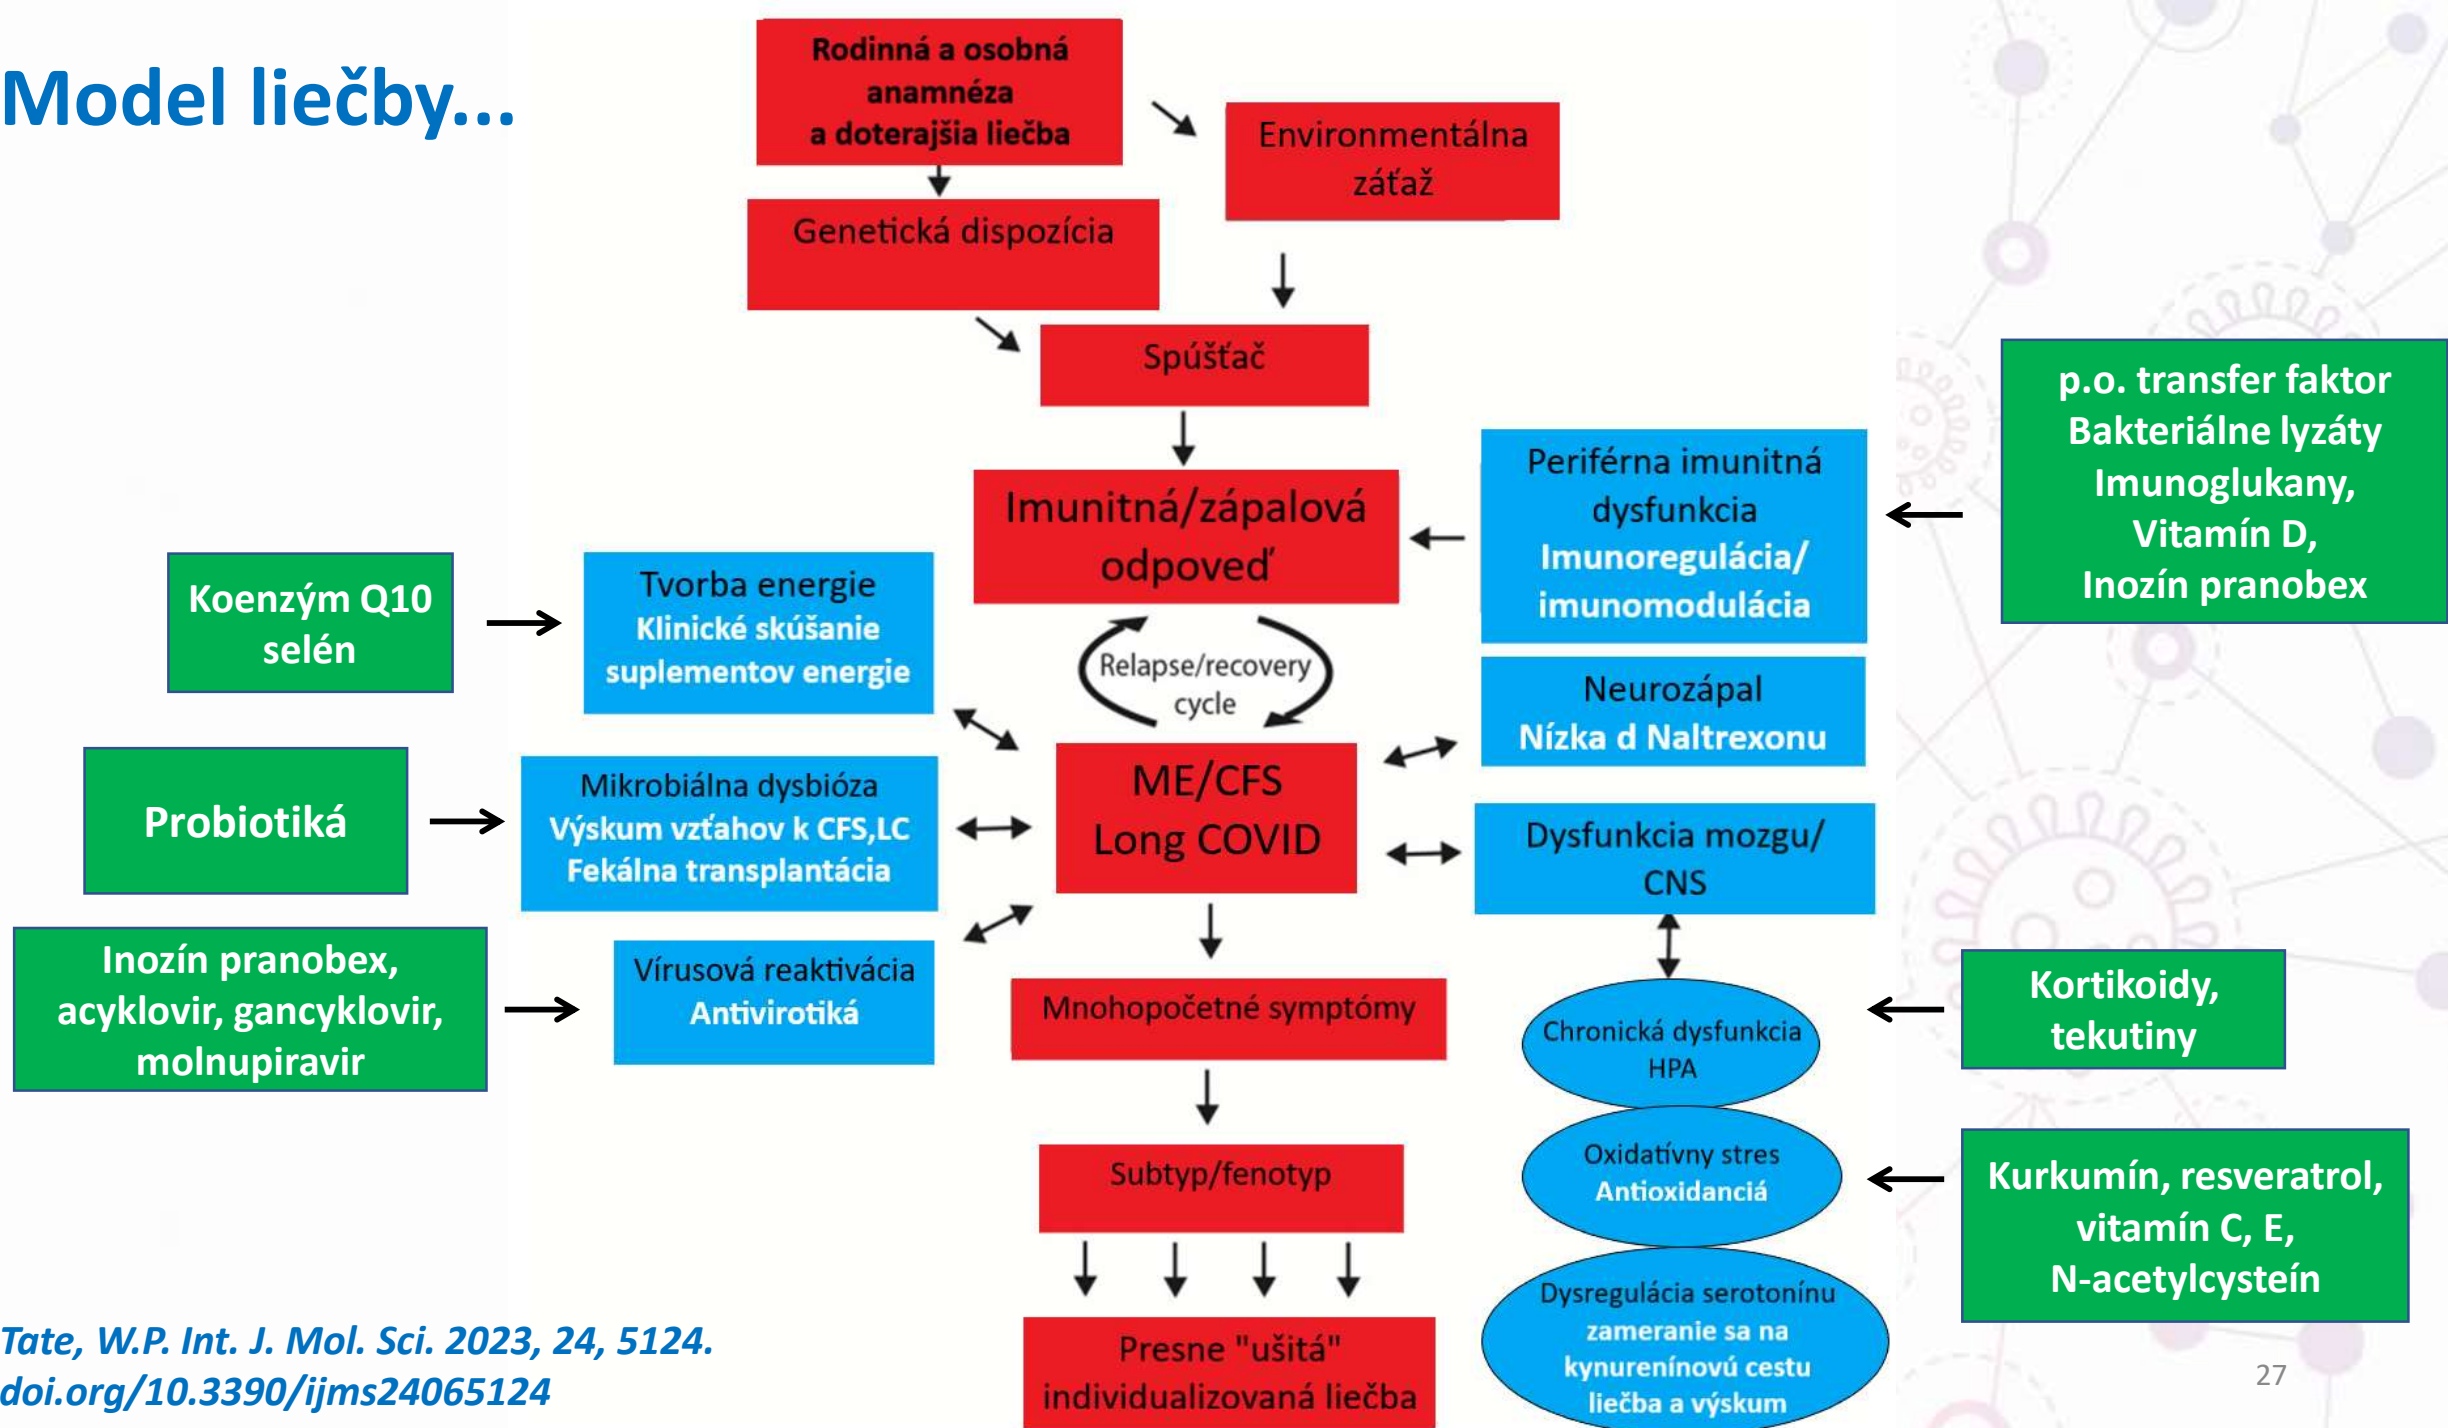 Model liečby...
Rodinná a osobná
anamnéza
a doterajšia liečba
Environmentálna
záťaž
Genetická dispozícia
Spúšťač
Imunitná/zápalová
odpoveď
Periférna imunitná
dysfunkcia
Imunoregulácia/
imunomodulácia
p.o. transfer faktor
Bakteriálne lyzáty
Imunoglukany,
Vitamín D,
Inozín pranobex
Koenzým Q10
selén
Tvorba energie
Klinické skúšanie
suplementov energie
Relapse/recovery
cycle
Neurozápal
Nízka d Naltrexonu
Probiotiká
Mikrobiálna dysbióza
Výskum vzťahov k CFS,LC
Fekálna transplantácia
ME/CFS
Long COVID
Dysfunkcia mozgu/
CNS
Inozín pranobex,
acyklovir, gancyklovir,
molnupiravir
Vírusová reaktivácia
Antivirotiká
Mnohopočetné symptómy
Chronická dysfunkcia
HPA
Kortikoidy,
tekutiny
Subtyp/fenotyp
Oxidatívny stres
Antioxidanciá
Kurkumín, resveratrol,
vitamín C, E,
N-acetylcysteín
Presne "ušitá"
individualizovaná liečba
Dysregulácia serotonínu
zameranie sa na
kynurenínovú cestu
liečba a výskum
Tate, W.P. Int. J. Mol. Sci. 2023, 24, 5124.
doi.org/10.3390/ijms24065124
27